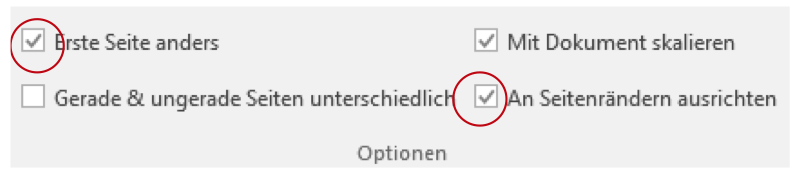 Erste Seite anders
Mit Dokument skalieren
Gerade & ungerade Seiten unterschiedlich
An Seitenrändern ausrichten
Optionen